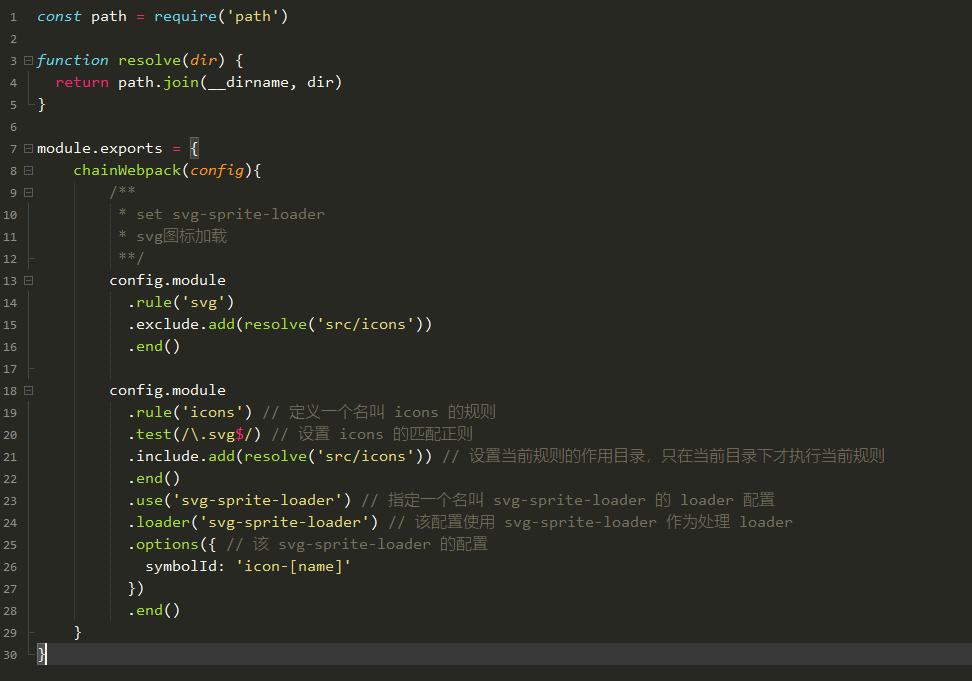 1 const path = require('path')
2
3 function resolve(dir) {
4   return path.join(__dirname, dir)
5 }
6
7 module.exports = {
8     chainWebpack(config){
9         /**
10          * set svg-sprite-loader
11          * svg图标加载
12          **/
13         config.module
14           .rule('svg')
15           .exclude.add(resolve('src/icons'))
16           .end()
17
18         config.module
19           .rule('icons') // 定义一个名叫 icons 的规则
20           .test(/\.svg$/) // 设置 icons 的匹配正则
21           .include.add(resolve('src/icons')) // 设置当前规则的作用目录，只在当前目录下才执行当前规则
22           .end()
23           .use('svg-sprite-loader') // 指定一个名叫 svg-sprite-loader 的 loader 配置
24           .loader('svg-sprite-loader') // 该配置使用 svg-sprite-loader 作为处理 loader
25           .options({ // 该 svg-sprite-loader 的配置
26             symbolId: 'icon-[name]'
27           })
28           .end()
29     }
30 }